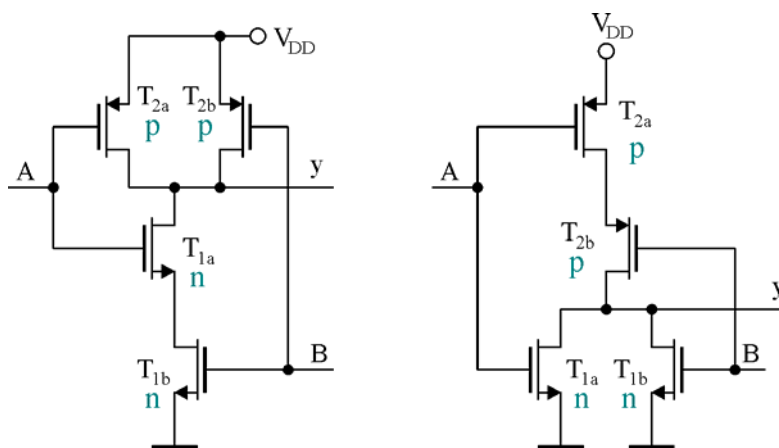 V_DD
T_2a T_2b
p p
A
y
T_1a
n
B
T_1b
n
V_DD
T_2a
p
A
T_2b
p
y
T_1a T_1b B
n n